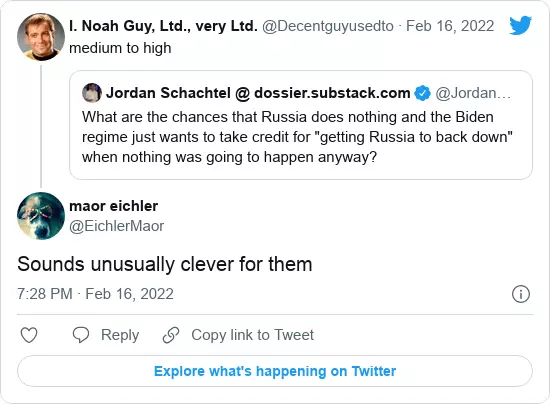 I. Noah Guy, Ltd., very Ltd. @Decentguyusedto · Feb 16, 2022
medium to high
Jordan Schachtel @ dossier.substack.com @Jordan…
What are the chances that Russia does nothing and the Biden
regime just wants to take credit for "getting Russia to back down"
when nothing was going to happen anyway?
maor eichler
@EichlerMaor
Sounds unusually clever for them
7:28 PM · Feb 16, 2022
Reply
Copy link to Tweet
Explore what's happening on Twitter